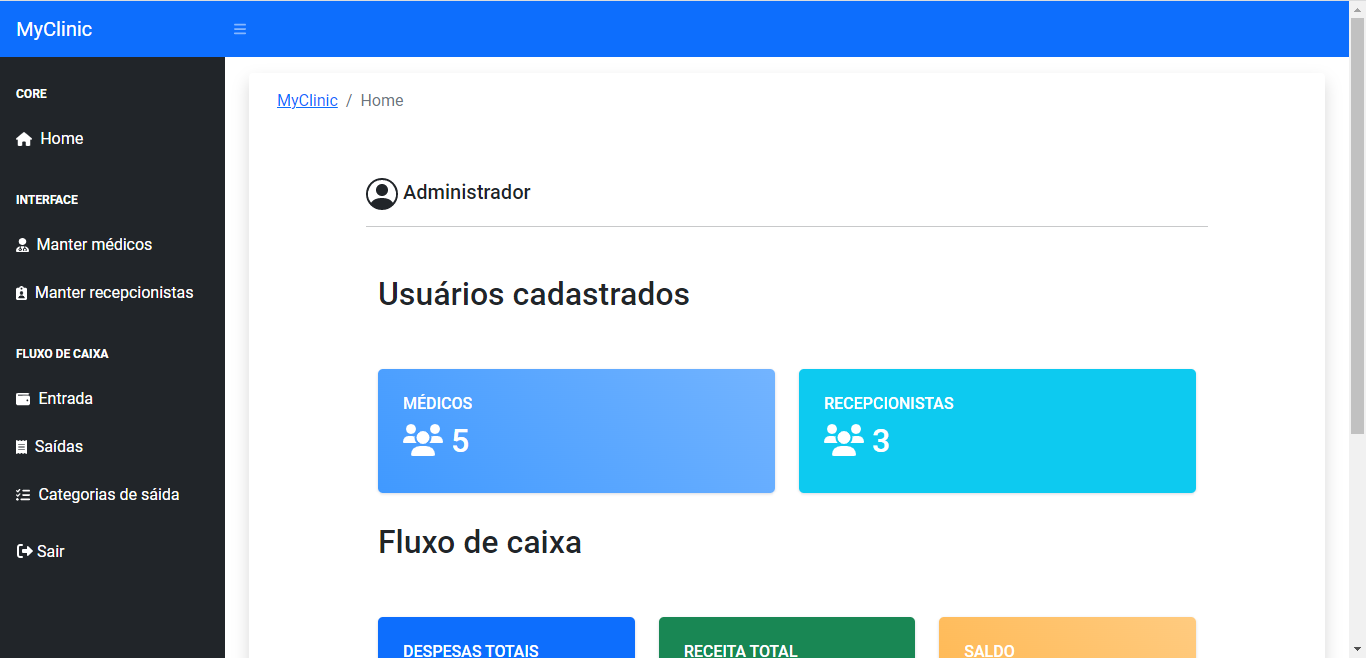 MyClinic
CORE
Home
INTERFACE
Manter médicos
Manter recepcionistas
FLUXO DE CAIXA
Entrada
Saídas
Categorias de sáida
Sair
MyClinic / Home
Administrador
Usuários cadastrados
MÉDICOS
5
RECEPCIONISTAS
3
Fluxo de caixa
DESPESAS TOTAIS
RECEITA TOTAL
SALDO